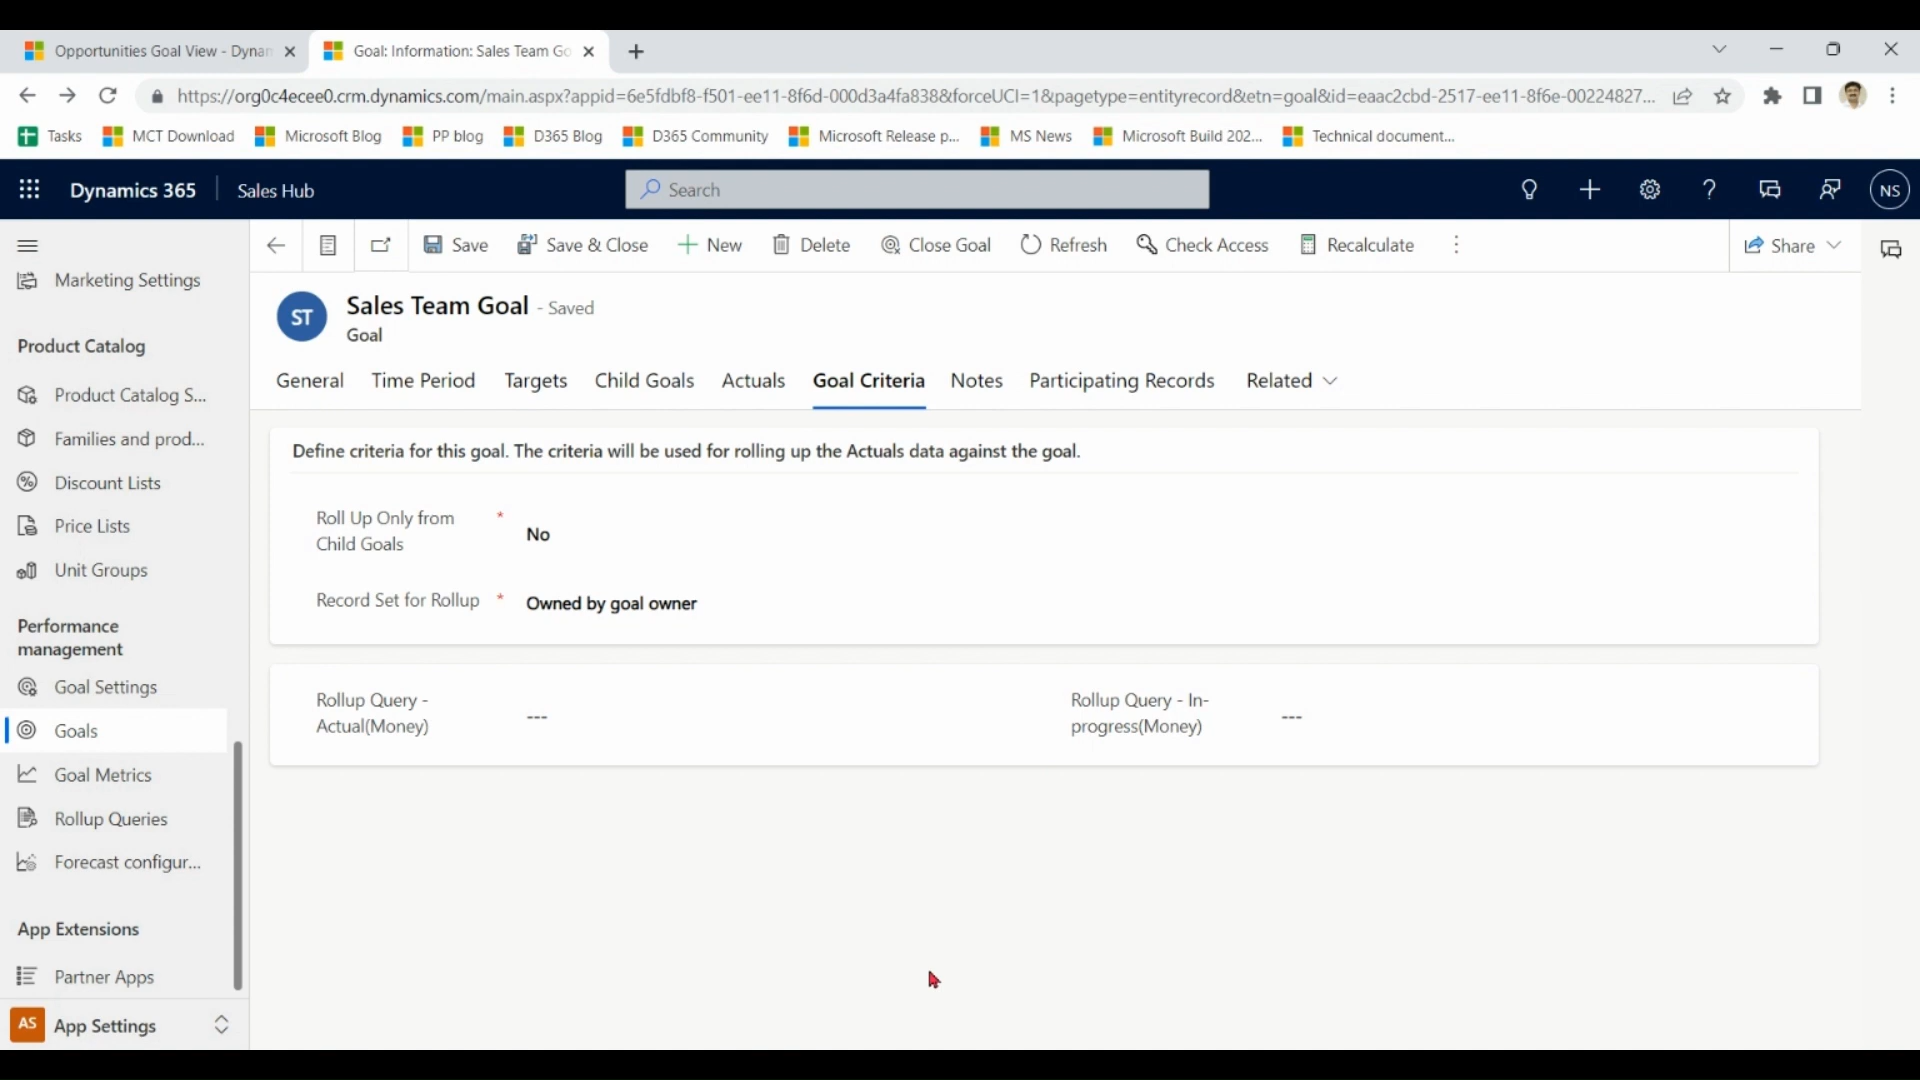 Opportunities Goal View - Dynam
Goal: Information: Sales Team Go
https://org0c4ecee0.crm.dynamics.com/main.aspx?appid=6e5fdbf8-f501-ee11-8f6d-000d3a4fa838&forceUCI=1&pagetype=entityrecord&etn=goal&id=eaac2cbd-2517-ee11-8f6e-00224827...
Tasks MCT Download Microsoft Blog PP blog D365 Blog D365 Community Microsoft Release p... MS News Microsoft Build 202... Technical document...
Dynamics 365 Sales Hub Search NS
Save Save & Close New Delete Close Goal Refresh Check Access Recalculate Share
Marketing Settings
Product Catalog
Product Catalog S...
Families and prod...
Discount Lists
Price Lists
Unit Groups
Performance
management
Goal Settings
Goals
Goal Metrics
Rollup Queries
Forecast configur...
App Extensions
Partner Apps
AS App Settings
ST
Sales Team Goal - Saved
Goal
General Time Period Targets Child Goals Actuals Goal Criteria Notes Participating Records Related
Define criteria for this goal. The criteria will be used for rolling up the Actuals data against the goal.
Roll Up Only from
Child Goals
* No
Record Set for Rollup * Owned by goal owner
Rollup Query -
Actual(Money)
---
Rollup Query - In-
progress(Money)
---